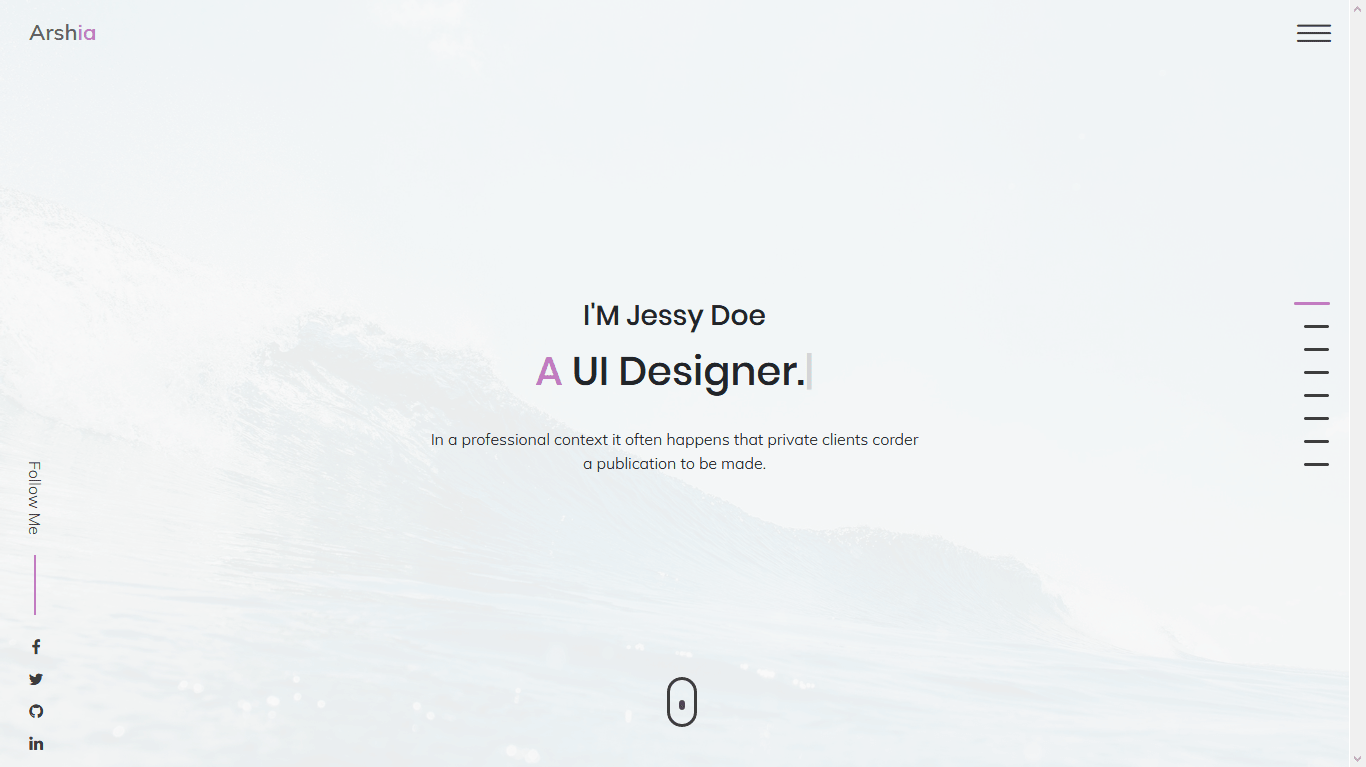 Arshia
I'M Jessy Doe
A UI Designer.
In a professional context it often happens that private clients corder
a publication to be made.
Follow Me